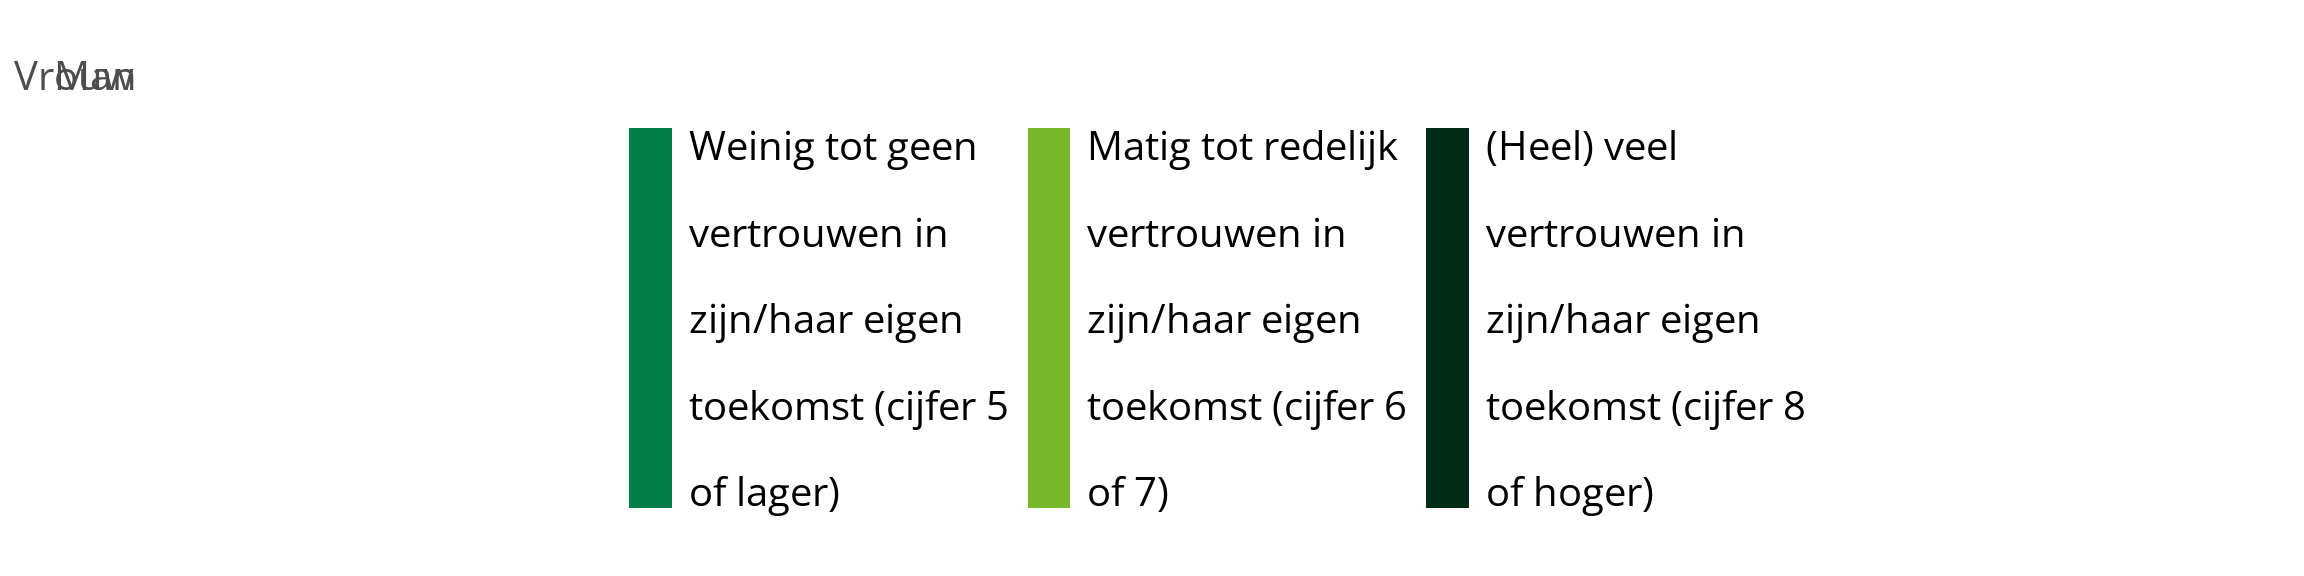 Vrouw
Man
Weinig tot geen
vertrouwen in
zijn/haar eigen
toekomst (cijfer 5
of lager)
Matig tot redelijk
vertrouwen in
zijn/haar eigen
toekomst (cijfer 6
of 7)
(Heel) veel
vertrouwen in
zijn/haar eigen
toekomst (cijfer 8
of hoger)